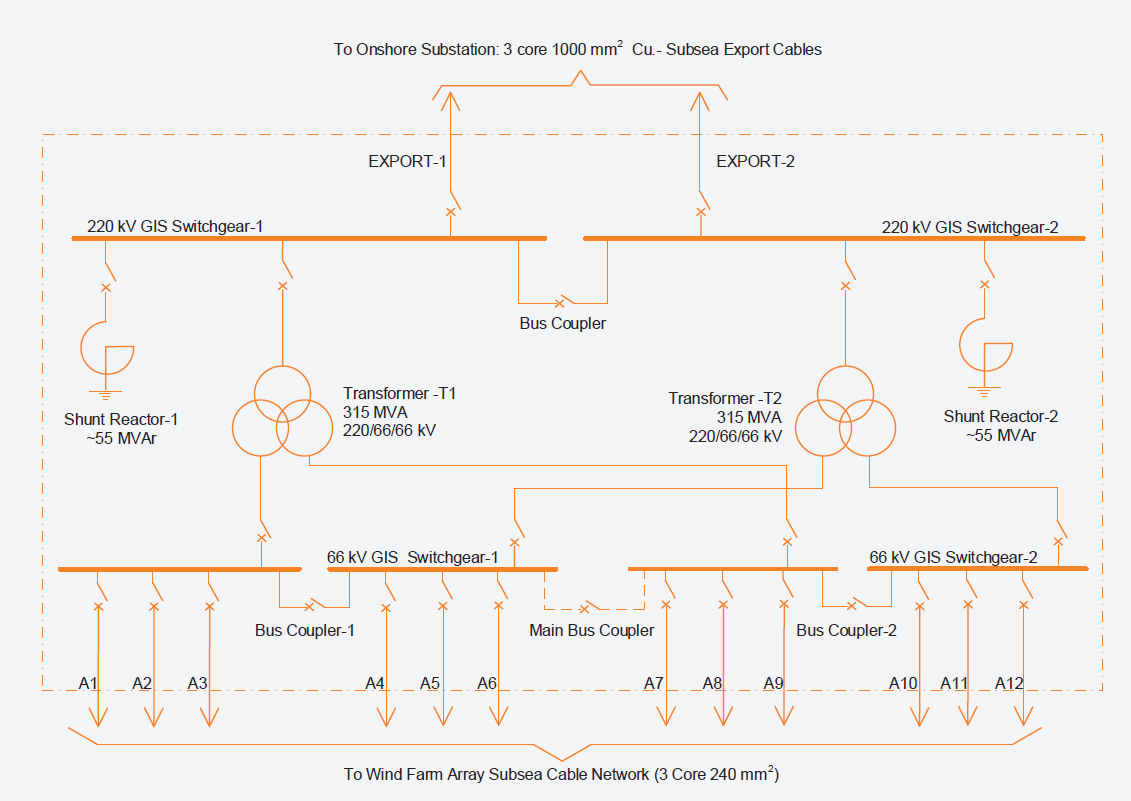 To Onshore Substation: 3 core 1000 mm² Cu.- Subsea Export Cables
EXPORT-1
EXPORT-2
220 kV GIS Switchgear-1
220 kV GIS Switchgear-2
Bus Coupler
Shunt Reactor-1
~55 MVAr
Transformer -T1
315 MVA
220/66/66 kV
Transformer -T2
315 MVA
220/66/66 kV
Shunt Reactor-2
~55 MVAr
66 kV GIS Switchgear-1
66 kV GIS Switchgear-2
Bus Coupler-1
Main Bus Coupler
Bus Coupler-2
A1
A2
A3
A4
A5
A6
A7
A8
A9
A10
A11
A12
To Wind Farm Array Subsea Cable Network (3 Core 240 mm²)